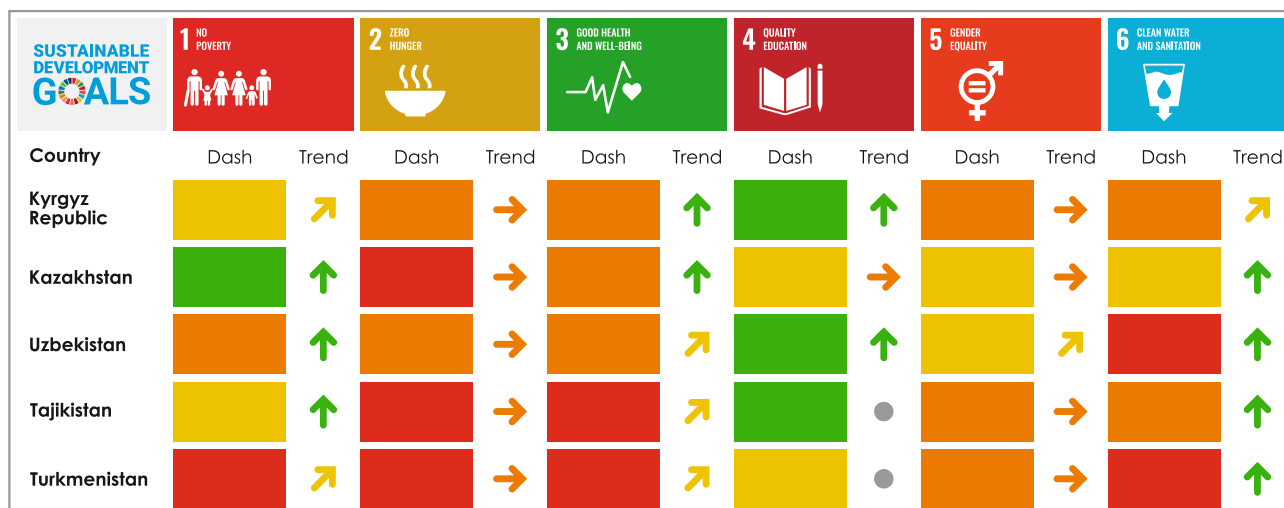 SUSTAINABLE
DEVELOPMENT
GOALS
1 NO
POVERTY
2 ZERO
HUNGER
3 GOOD HEALTH
AND WELL-BEING
4 QUALITY
EDUCATION
5 GENDER
EQUALITY
6 CLEAN WATER
AND SANITATION
Country Dash Trend Dash Trend Dash Trend Dash Trend Dash Trend Dash Trend
Kyrgyz
Republic
Kazakhstan
Uzbekistan
Tajikistan
Turkmenistan